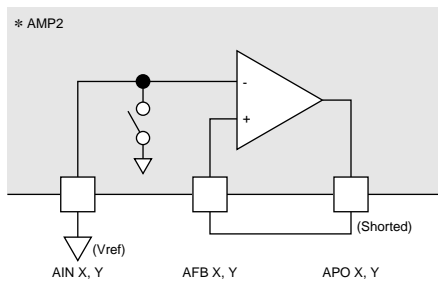 * AMP2
-
+
(Shorted)
(Vref)
AIN X, Y AFB X, Y APO X, Y